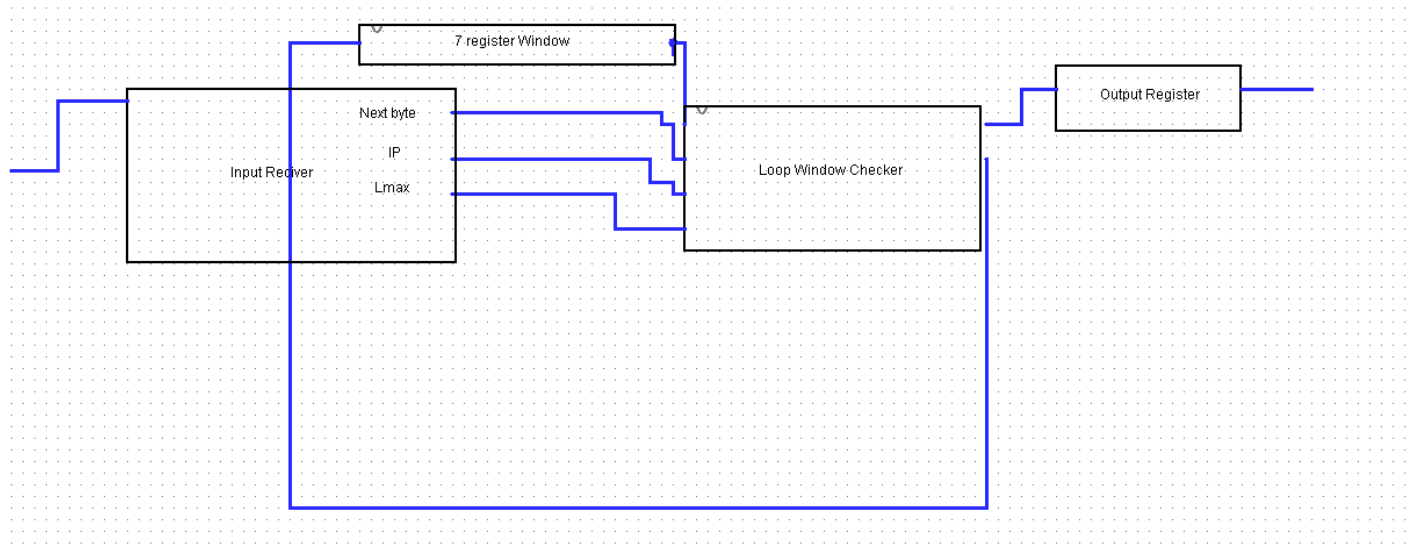 7 register Window
Next byte
IP
Input Reciver
Lmax
Loop Window Checker
Output Register